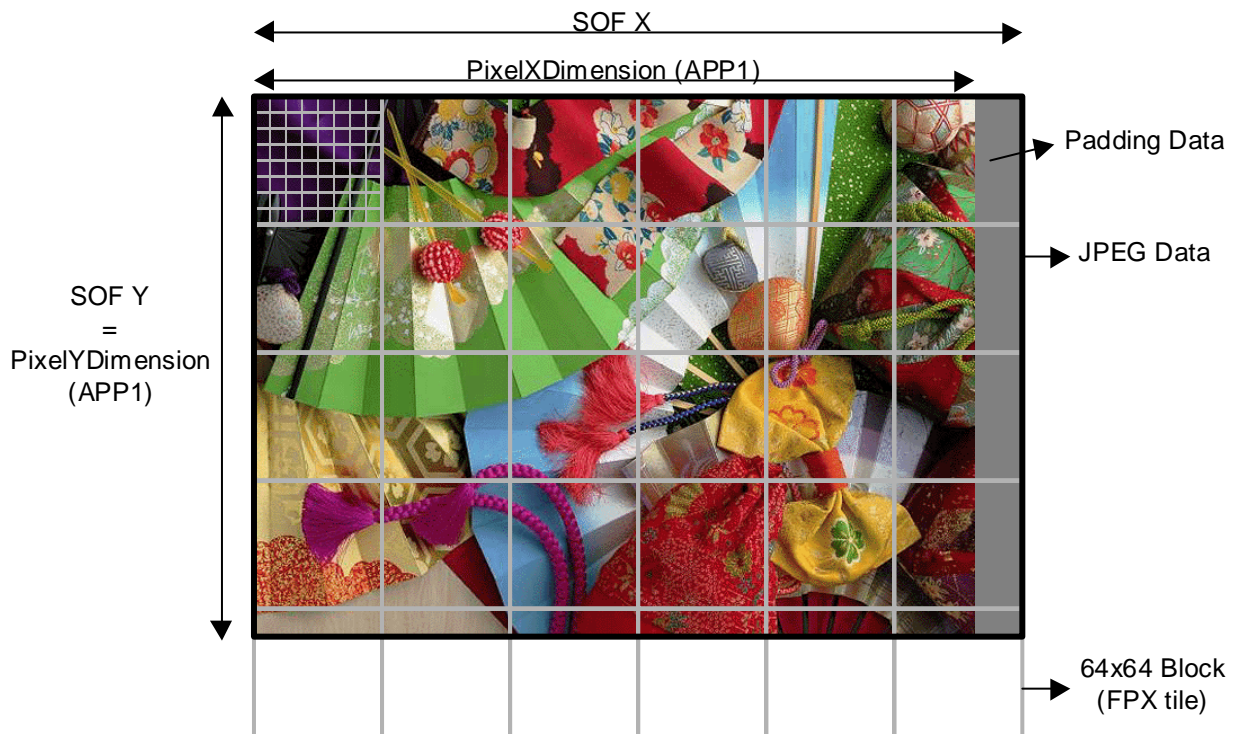 SOF X
PixelXDimension (APP1)
Padding Data
JPEG Data
SOF Y
=
PixelYDimension
(APP1)
64x64 Block
(FPX tile)